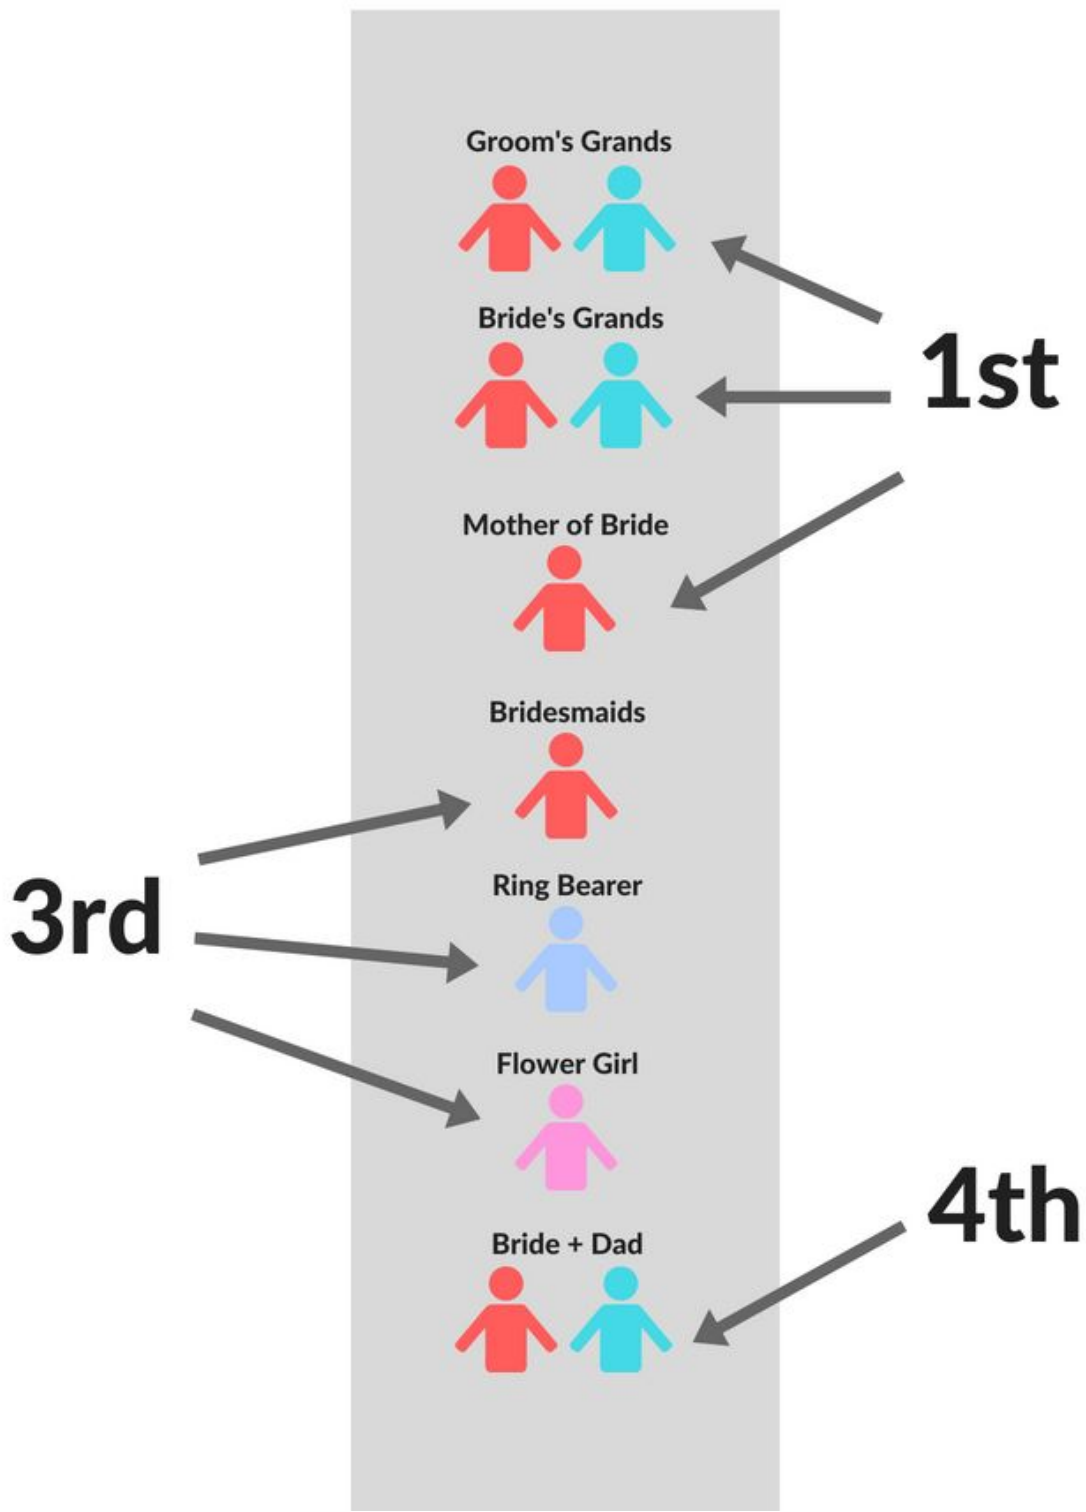 Groom's Grands
Bride's Grands
1st
Mother of Bride
Bridesmaids
3rd
Ring Bearer
Flower Girl
4th
Bride + Dad